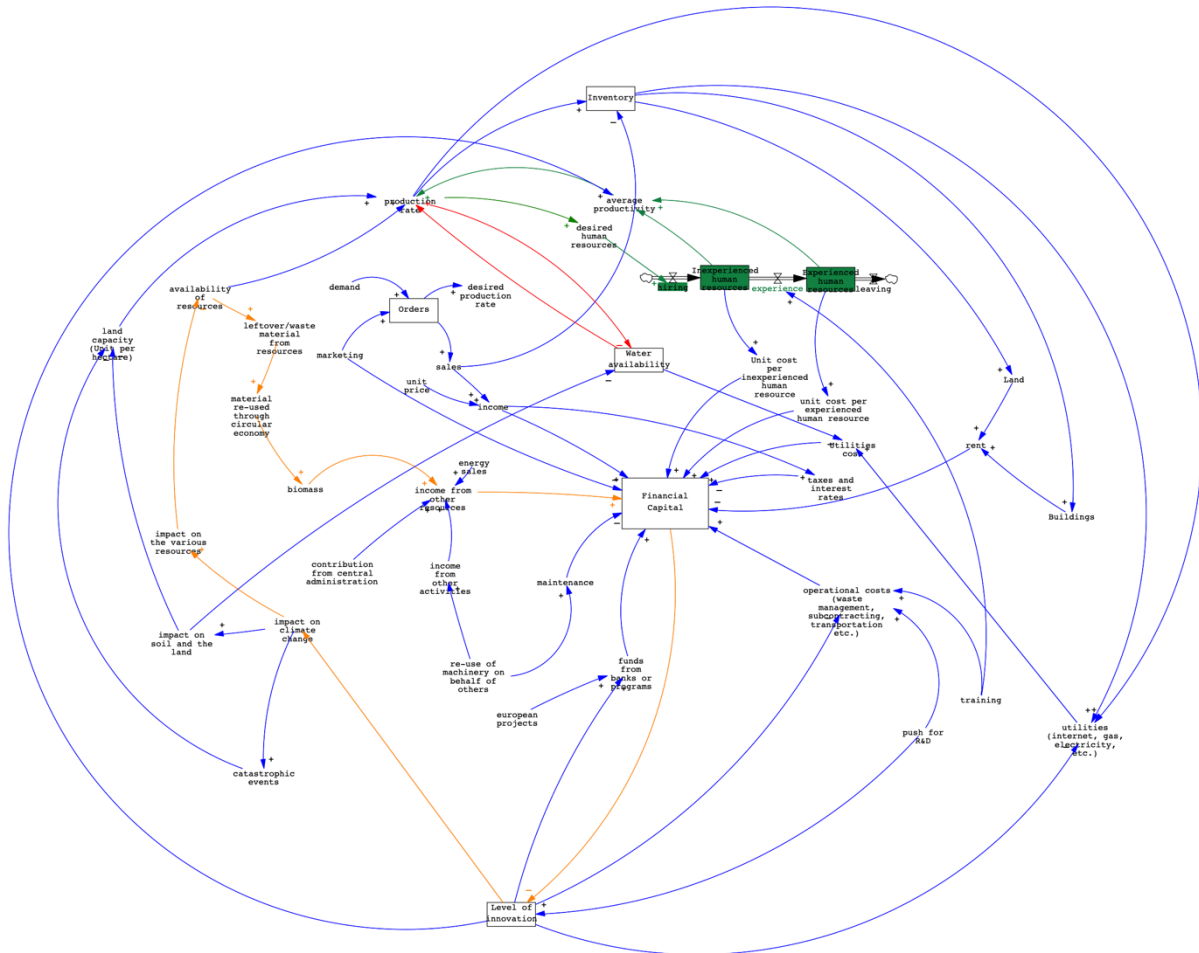 Inventory
+
−
production
rate
+
+
+
+
average
productivity
+
+
desired
human
resources
+
Inexperienced
human
resources
Experienced
human
resources
hiring
+
experience
+
leaving
availability
of
resources
demand
+
desired
production
rate
+
Orders
+
leftover/waste
material
from
resources
+
land
capacity
(Unit per
hectare)
+
+
marketing
sales
+
Water
availability
−
−
Unit cost
per
inexperienced
human
resource
+
Land
+
unit
price
income
+
+
unit cost per
experienced
human resource
+
material
re-used
through
circular
economy
+
Utilities
cost
+
rent
+
+
energy
sales
+
biomass
+
income from
other
resources
+
+
+
Financial
Capital
taxes and
interest
rates
+
+
Buildings
+
impact on
the various
resources
+
contribution
from central
administration
income
from
other
activities
+
maintenance
+
operational costs
(waste
management,
subcontracting,
transportation
etc.)
+
+
impact on
soil and the
land
+
impact on
climate
change
re-use of
machinery on
behalf of
others
funds
from
banks or
programs
+
+
european
projects
training
push for
R&D
++
utilities
(internet, gas,
electricity,
etc.)
catastrophic
events
+
−
Level of
innovation
+